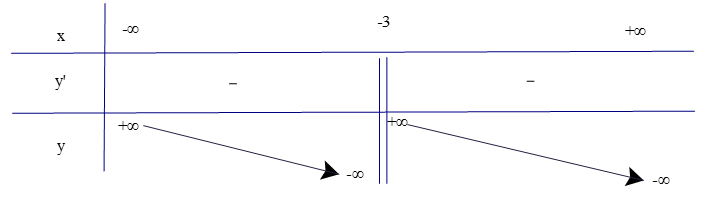 x -∞ -3 +∞
y' – –
y +∞ -∞ +∞ -∞